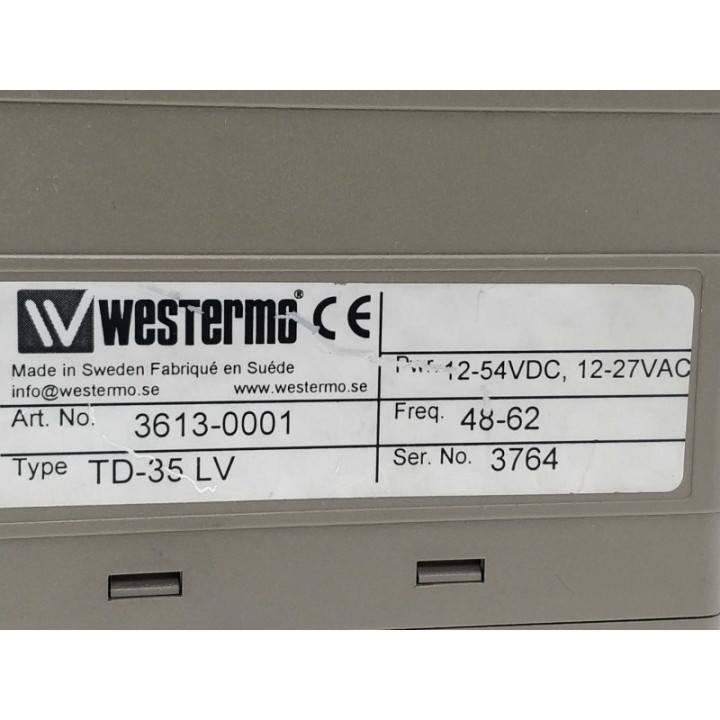 WESTERMO® CE
Made in Sweden Fabriqué en Suéde
info@westermo.se www.westermo.se
Art. No. 3613-0001
Type TD-35 LV
Pwr. 12-54VDC, 12-27VAC
Freq. 48-62
Ser. No. 3764